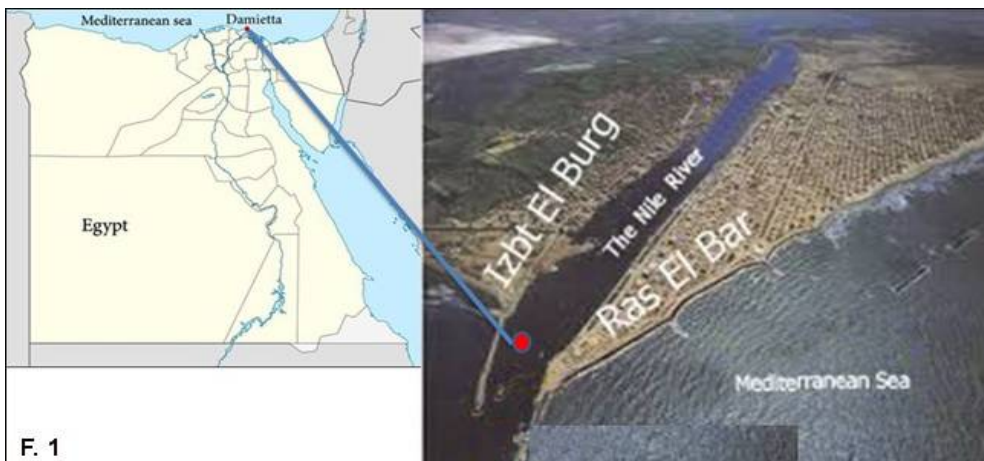 Mediterranean sea
Damietta
Egypt
Izbt El Burg
The Nile River
Ras El Bar
Mediterranean Sea
F. 1